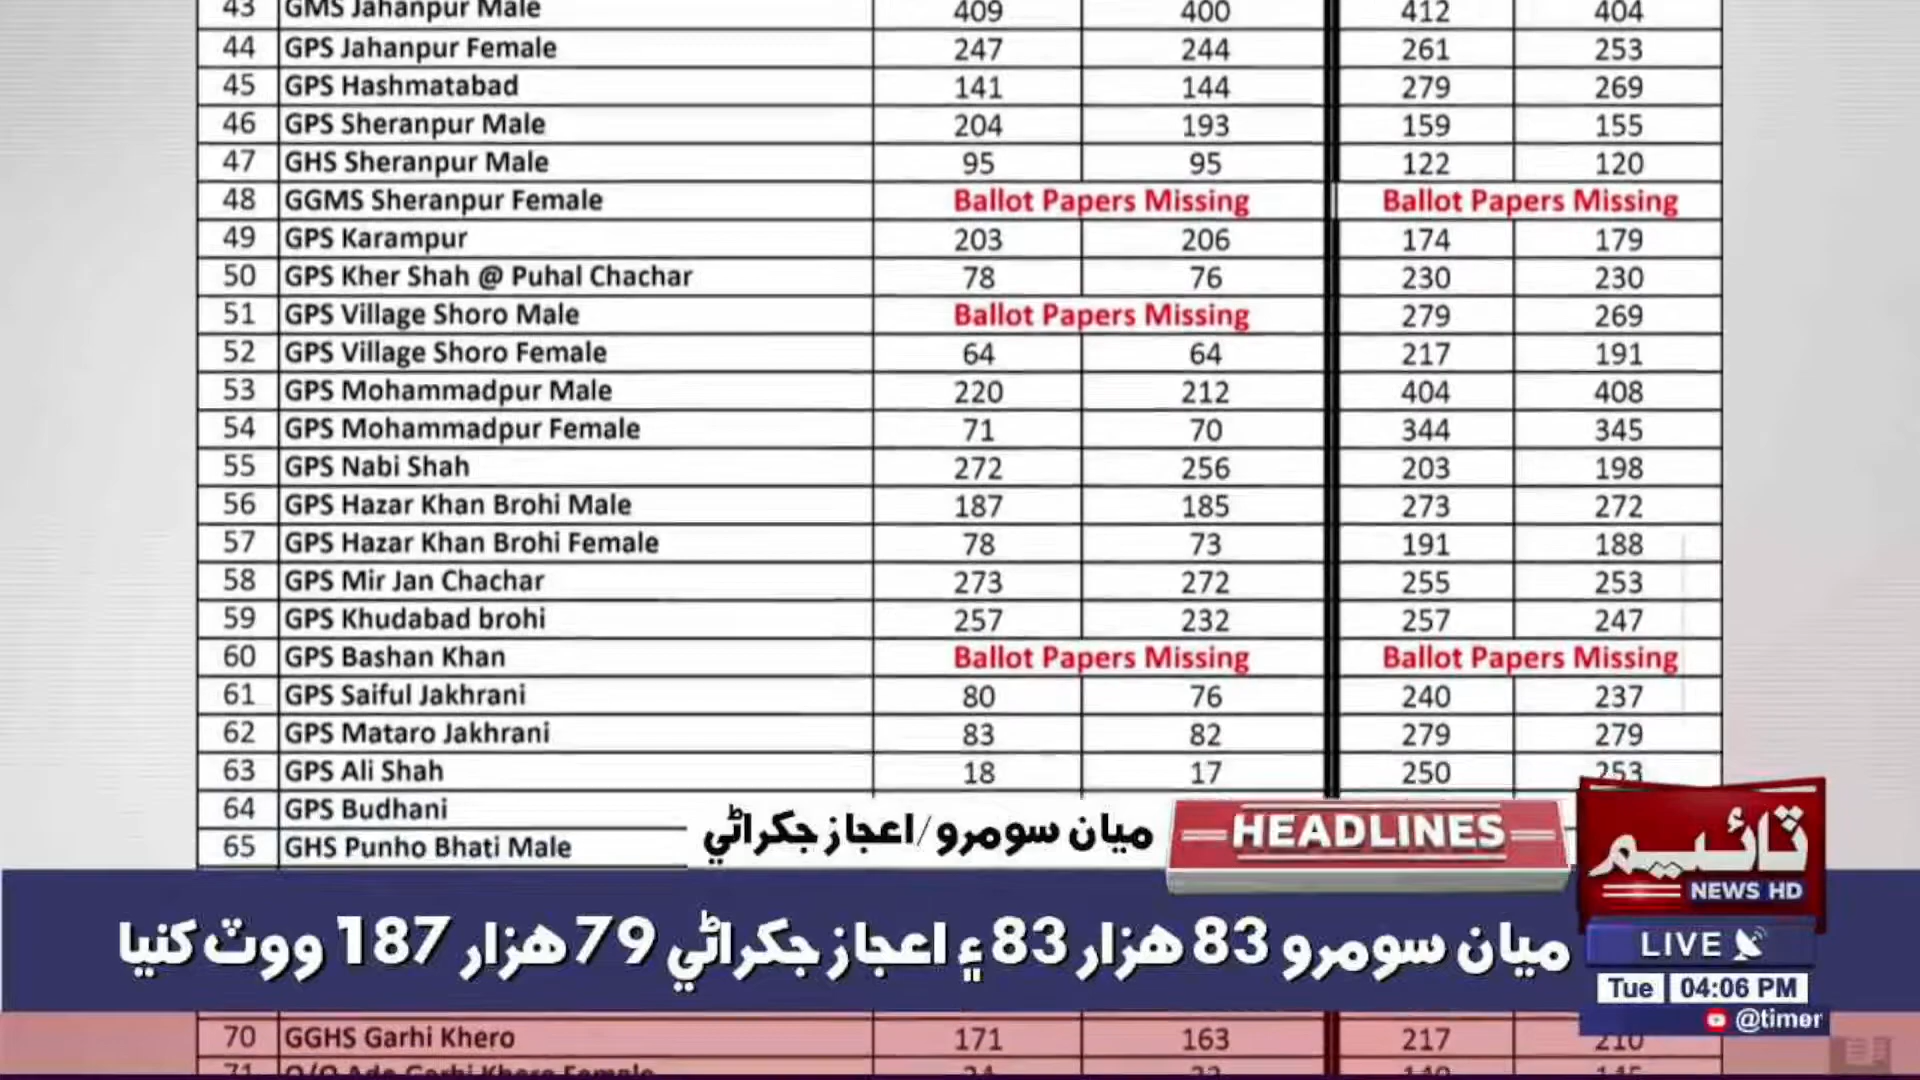 43 GMS Jahanpur Male 409 400 412 404
44 GPS Jahanpur Female 247 244 261 253
45 GPS Hashmatabad 141 144 279 269
46 GPS Sheranpur Male 204 193 159 155
47 GHS Sheranpur Male 95 95 122 120
48 GGMS Sheranpur Female Ballot Papers Missing Ballot Papers Missing
49 GPS Karampur 203 206 174 179
50 GPS Kher Shah @ Puhal Chachar 78 76 230 230
51 GPS Village Shoro Male Ballot Papers Missing 279 269
52 GPS Village Shoro Female 64 64 217 191
53 GPS Mohammadpur Male 220 212 404 408
54 GPS Mohammadpur Female 71 70 344 345
55 GPS Nabi Shah 272 256 203 198
56 GPS Hazar Khan Brohi Male 187 185 273 272
57 GPS Hazar Khan Brohi Female 78 73 191 188
58 GPS Mir Jan Chachar 273 272 255 253
59 GPS Khudabad brohi 257 232 257 247
60 GPS Bashan Khan Ballot Papers Missing Ballot Papers Missing
61 GPS Saiful Jakhrani 80 76 240 237
62 GPS Mataro Jakhrani 83 82 279 279
63 GPS Ali Shah 18 17 250 253
64 GPS Budhani
65 GHS Punho Bhati Male
ميان سومرو/اعجاز جکراڻي
HEADLINES
ٽائيم
NEWS HD
ميان سومرو 83 هزار 83 ۽ اعجاز جکراڻي 79 هزار 187 ووٽ کنيا
LIVE
Tue 04:06 PM
@timer
70 GGHS Garhi Khero 171 163 217 210
71 Garhi Khero Female